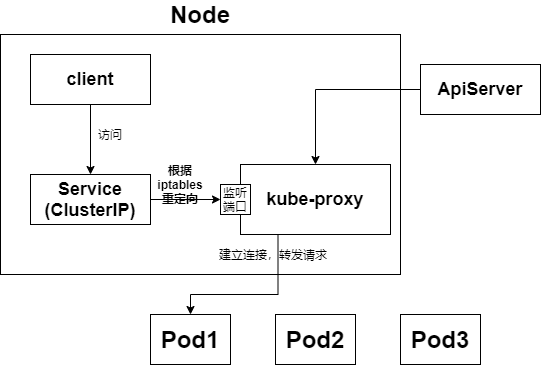 Node
client
ApiServer
访问
Service
(ClusterIP)
根据
iptables
重定向
监听
端口
kube-proxy
建立连接，转发请求
Pod1
Pod2
Pod3